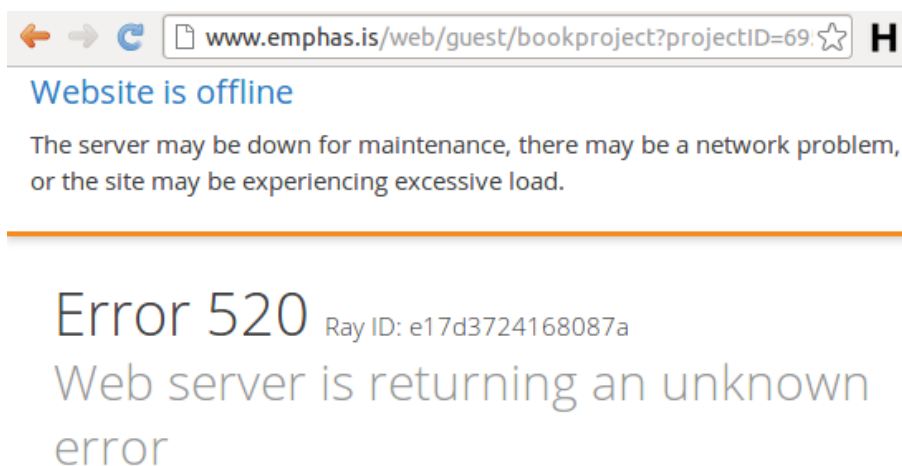 www.emphas.is/web/guest/bookproject?projectID=69
H
Website is offline
The server may be down for maintenance, there may be a network problem,
or the site may be experiencing excessive load.
Error 520 Ray ID: e17d3724168087a
Web server is returning an unknown
error